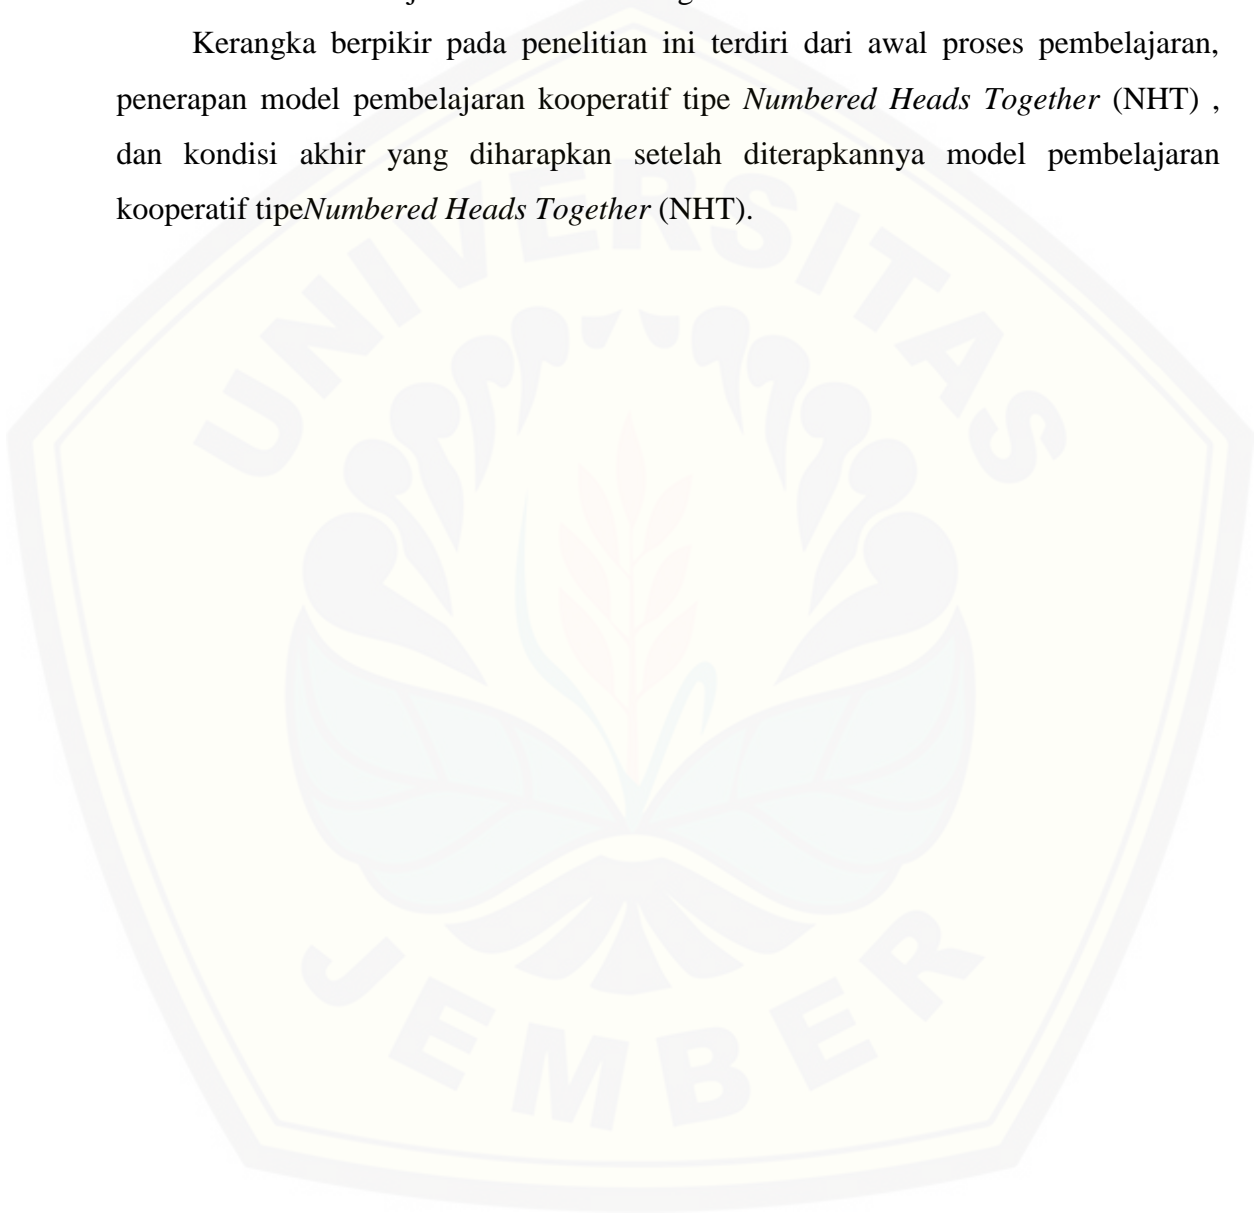 Kerangka berpikir pada penelitian ini terdiri dari awal proses pembelajaran,
penerapan model pembelajaran kooperatif tipe Numbered Heads Together (NHT) ,
dan kondisi akhir yang diharapkan setelah diterapkannya model pembelajaran
kooperatif tipeNumbered Heads Together (NHT).
UNIVERSITAS
JEMBER